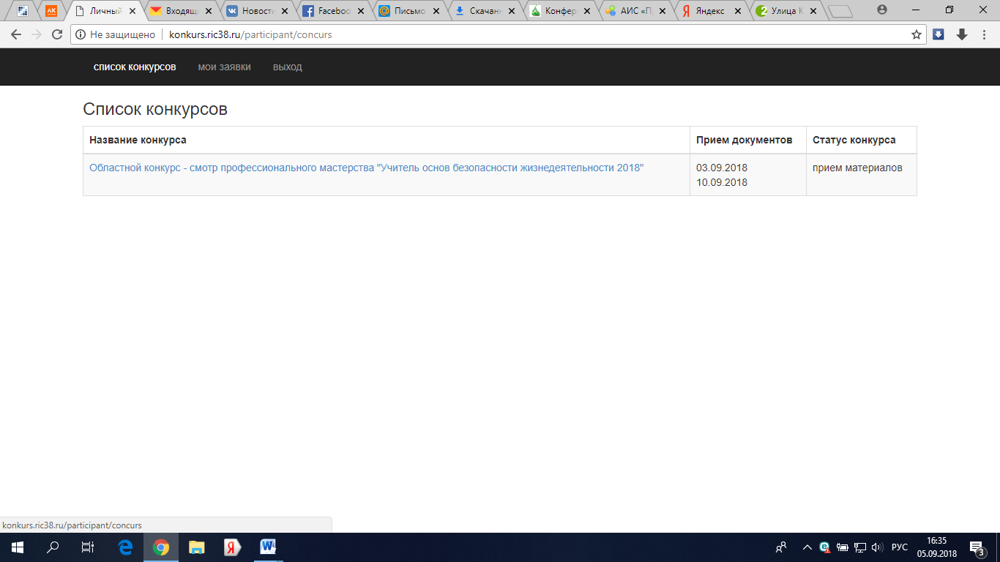 Личный
Входящ
Новости
Faceboo
Письмо
Скачанн
Конфер
АИС «П
Яндекс
Улица К
Не защищено
konkurs.ric38.ru/participant/concurs
список конкурсов
мои заявки
выход
Список конкурсов
Название конкурса
Прием документов
Статус конкурса
Областной конкурс - смотр профессионального мастерства "Учитель основ безопасности жизнедеятельности 2018"
03.09.2018
10.09.2018
прием материалов
konkurs.ric38.ru/participant/concurs
РУС
16:35
05.09.2018
3